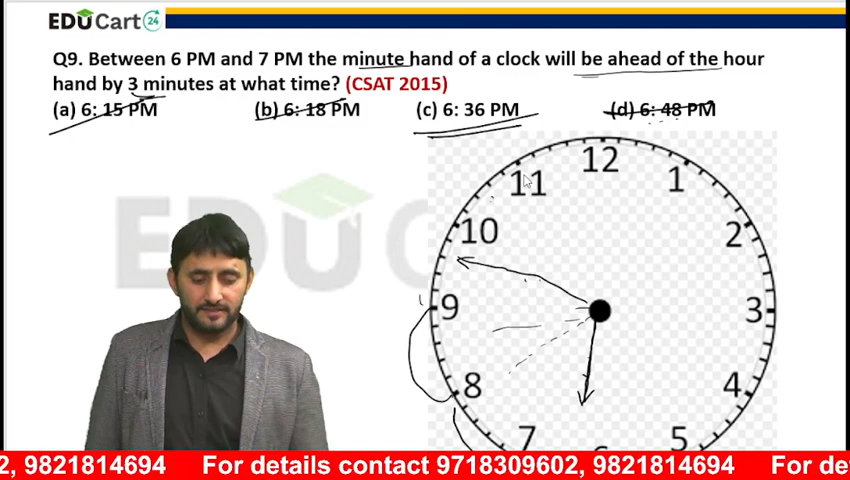 EDUCart 24
Q9. Between 6 PM and 7 PM the minute hand of a clock will be ahead of the hour
hand by 3 minutes at what time? (CSAT 2015)
(a) 6: 15 PM (b) 6: 18 PM (c) 6: 36 PM (d) 6: 48 PM
12
11 1
10 2
9 3
8 4
7 5
EDUC
2, 9821814694 For details contact 9718309602, 9821814694 For de